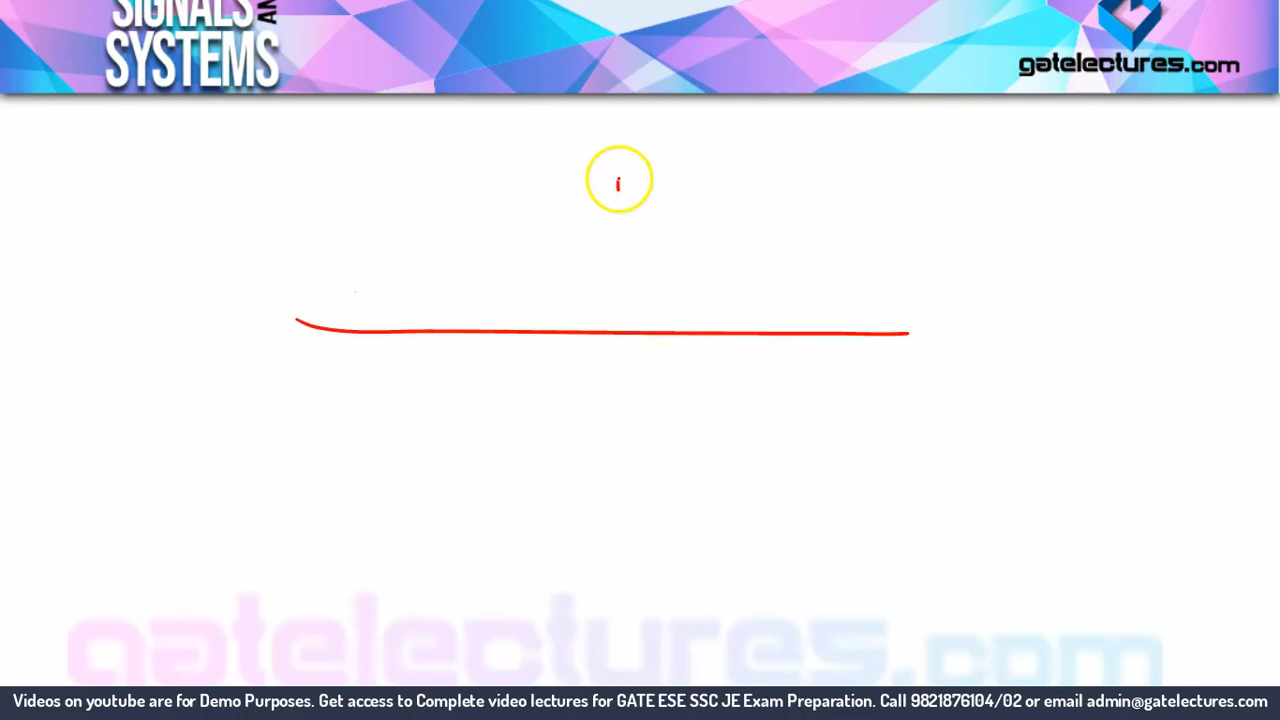 SIGNALS AND
SYSTEMS
gatelectures.com
gatelectures.com
Videos on youtube are for Demo Purposes. Get access to Complete video lectures for GATE ESE SSC JE Exam Preparation. Call 9821876104/02 or email admin@gatelectures.com